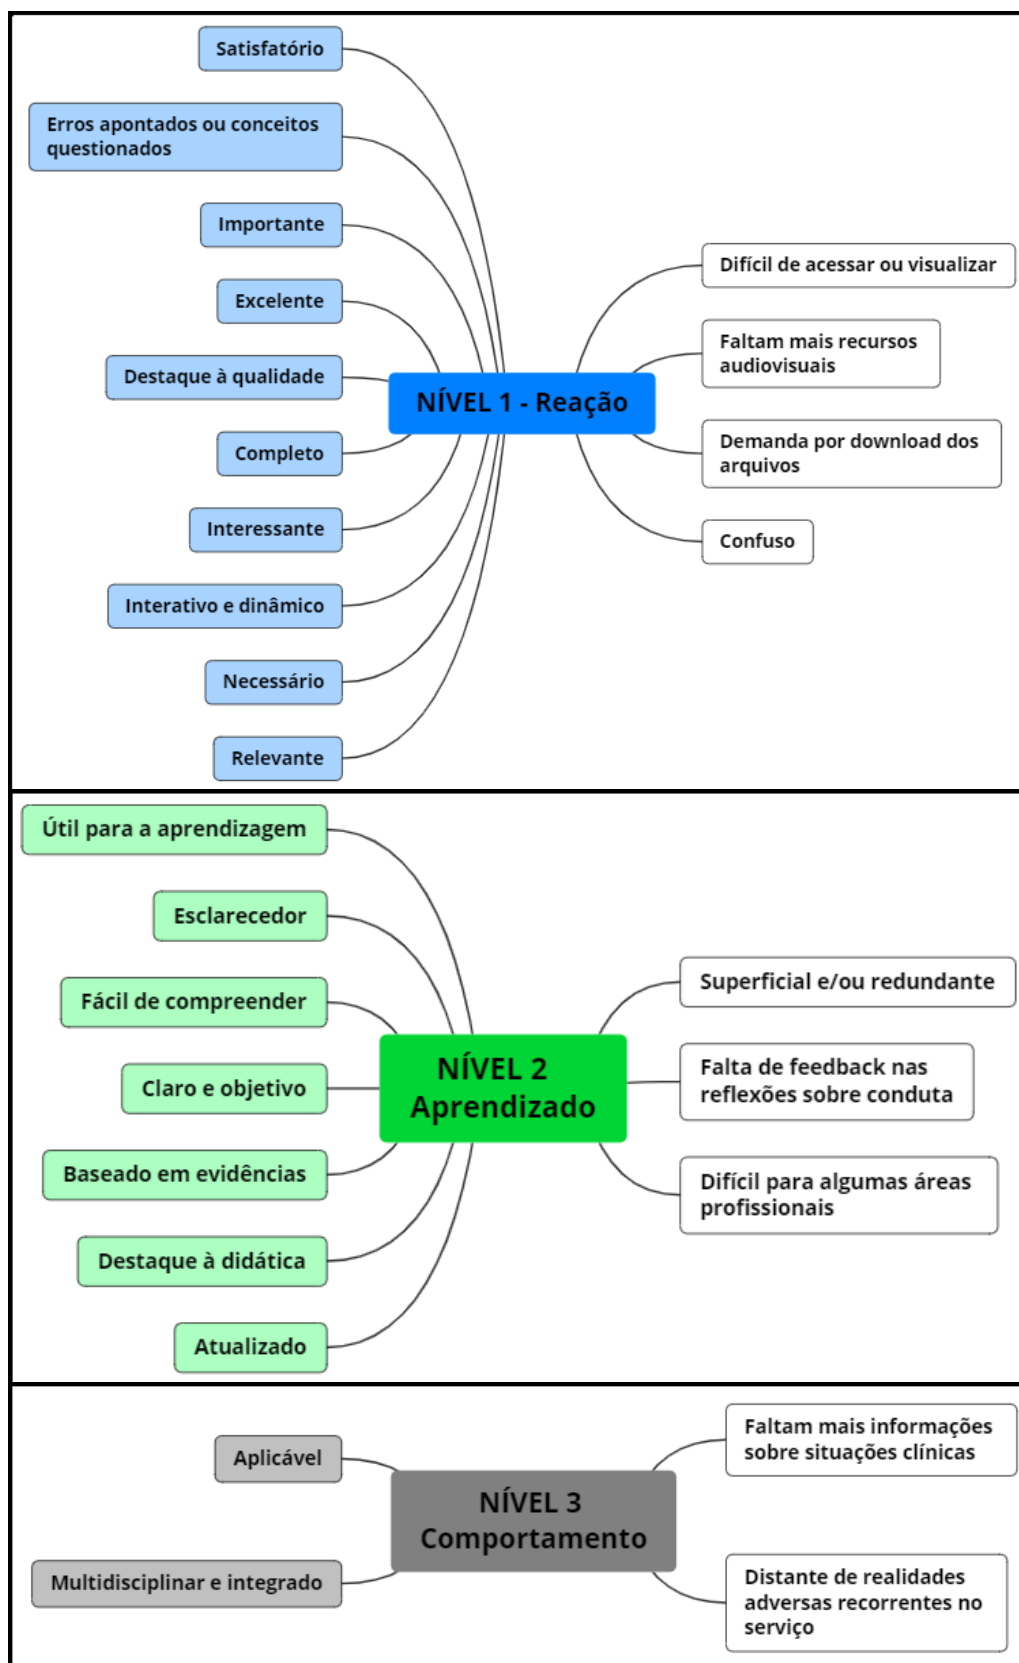 Satisfatório
Erros apontados ou conceitos
questionados
Importante
Excelente
Destaque à qualidade
Completo
Interessante
Interativo e dinâmico
Necessário
Relevante
NÍVEL 1 - Reação
Difícil de acessar ou visualizar
Faltam mais recursos
audiovisuais
Demanda por download dos
arquivos
Confuso
Útil para a aprendizagem
Esclarecedor
Fácil de compreender
Claro e objetivo
Baseado em evidências
Destaque à didática
Atualizado
NÍVEL 2
Aprendizado
Superficial e/ou redundante
Falta de feedback nas
reflexões sobre conduta
Difícil para algumas áreas
profissionais
Aplicável
Multidisciplinar e integrado
NÍVEL 3
Comportamento
Faltam mais informações
sobre situações clínicas
Distante de realidades
adversas recorrentes no
serviço